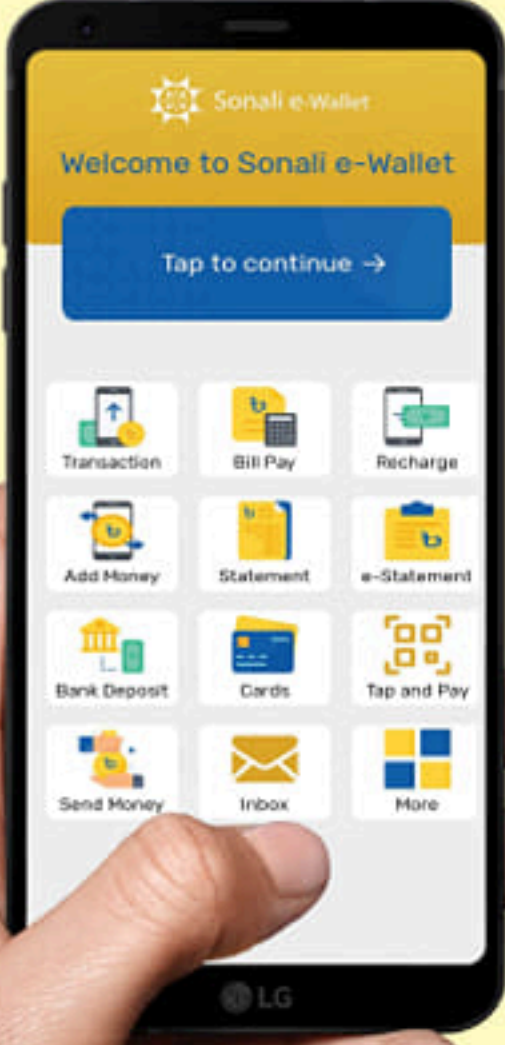 Sonali e-Wallet
Welcome to Sonali e-Wallet
Tap to continue →
Transaction
Bill Pay
Recharge
Add Money
Statement
e-Statement
Bank Deposit
Cards
Tap and Pay
Send Money
Inbox
More
LG